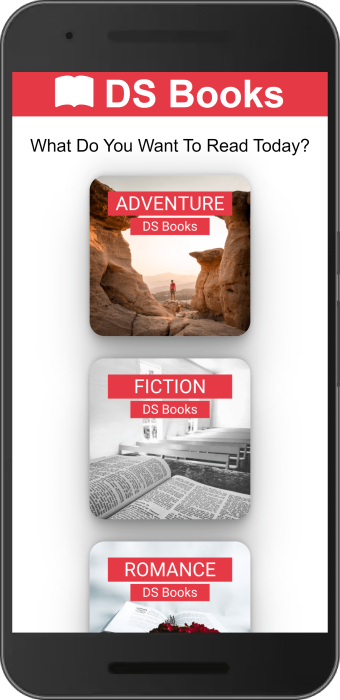 DS Books
What Do You Want To Read Today?
ADVENTURE
DS Books
FICTION
DS Books
ROMANCE
DS Books